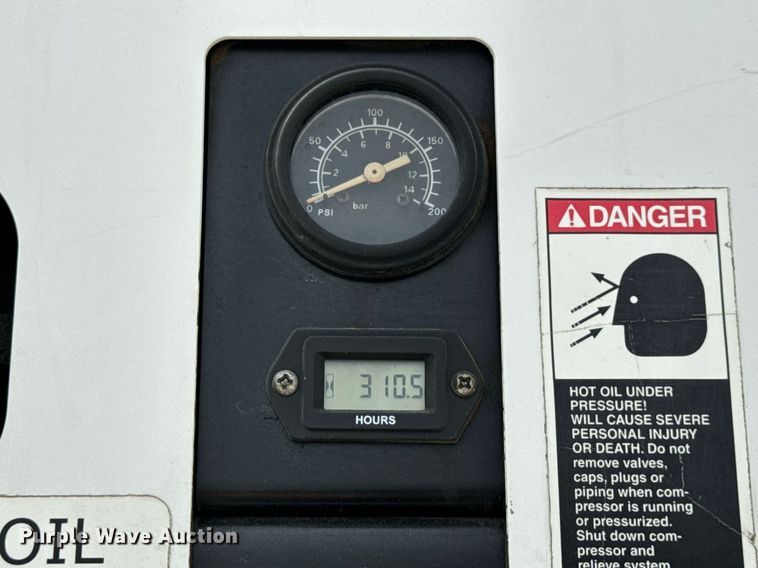 50
100
150
0
200
2
4
6
8
10
12
14
PSI
bar
310.5
HOURS
DANGER
HOT OIL UNDER
PRESSURE!
WILL CAUSE SEVERE
PERSONAL INJURY
OR DEATH. Do not
remove valves,
caps, plugs or
piping when com-
pressor is running
or pressurized.
Shut down com-
pressor and
relieve system
OIL
Purple Wave Auction